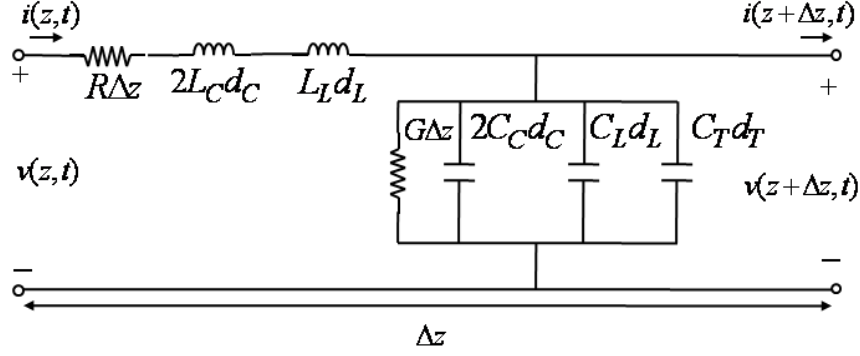 i(z,t) i(z+Δz,t)
+ RΔz 2L_C d_C L_L d_L +
GΔz 2C_C d_C C_L d_L C_T d_T
v(z,t) v(z+Δz,t)
− −
Δz